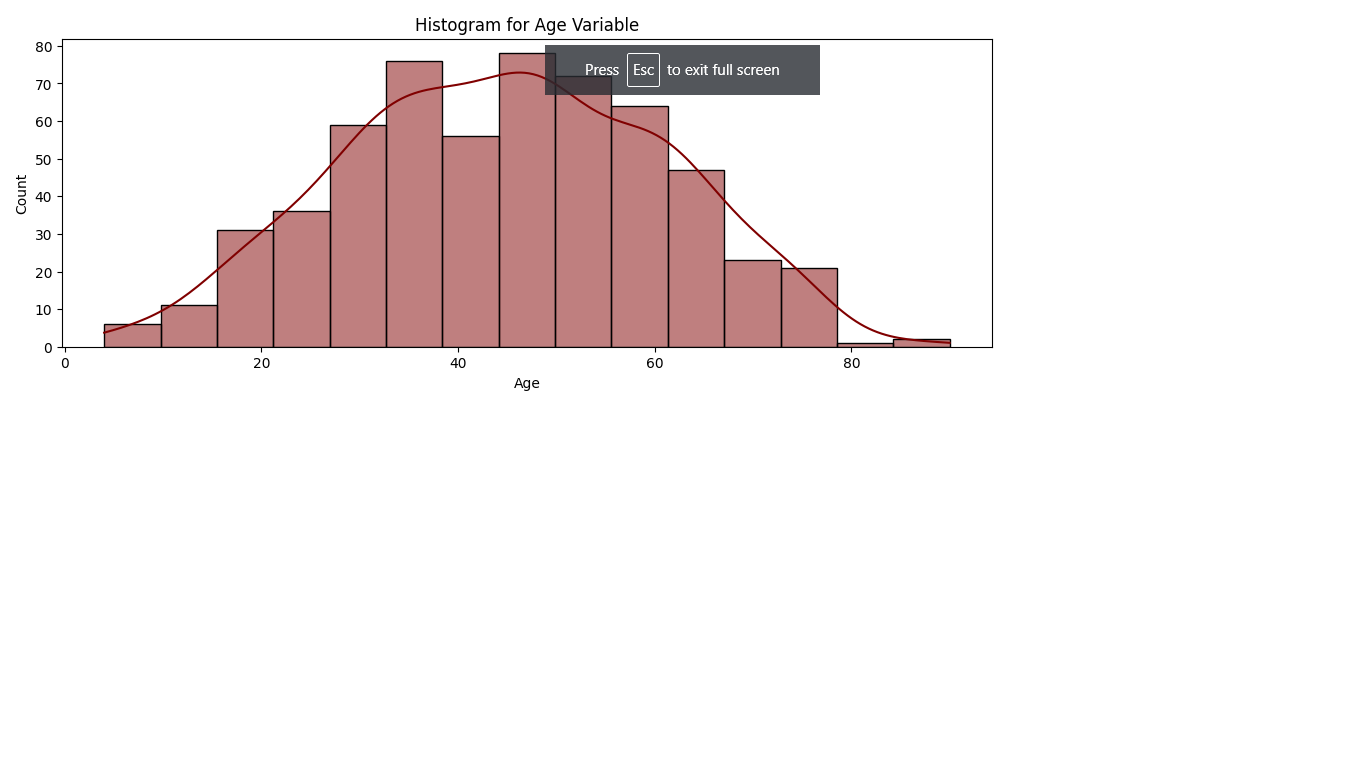 Histogram for Age Variable
Press Esc to exit full screen
80
70
60
50
40
30
20
10
0
Count
0 20 40 60 80
Age